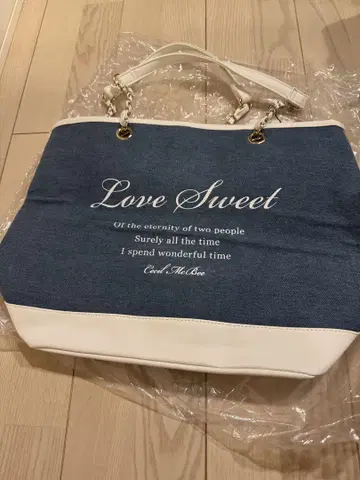 Love Sweet
Of the eternity of two people
Surely all the time
I spend wonderful time
Cecil McBee